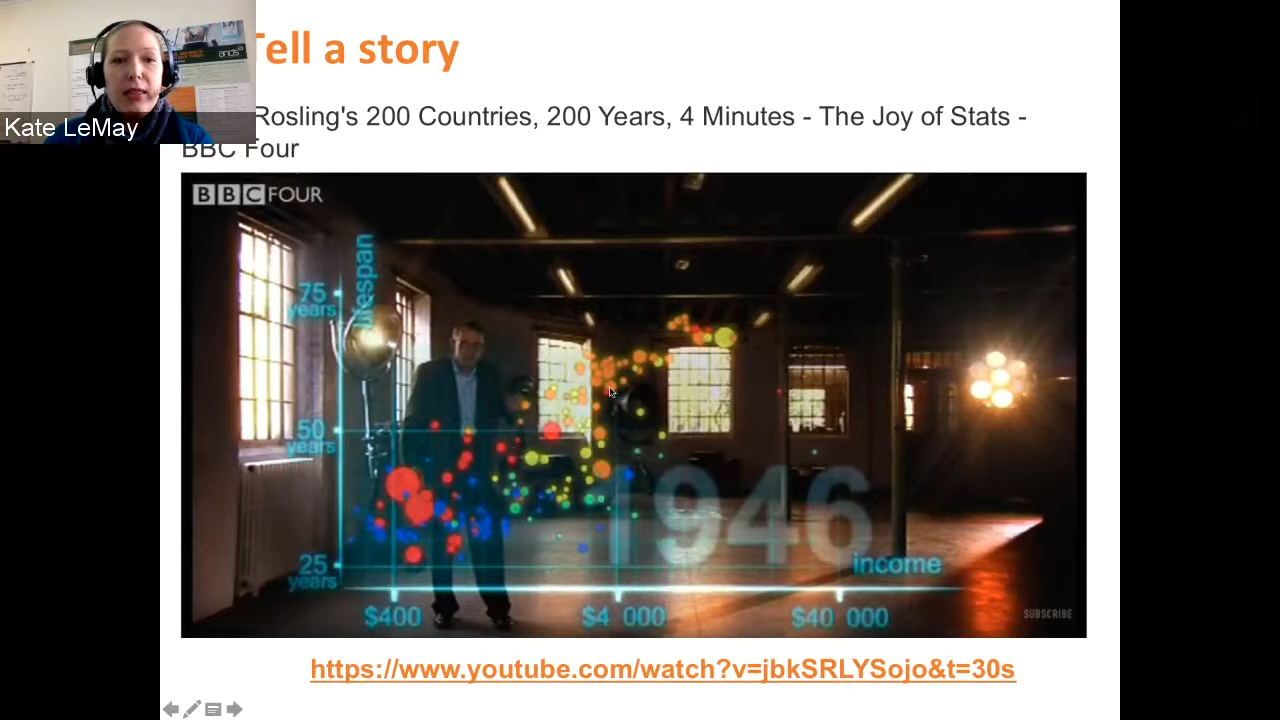 Tell a story
Rosling's 200 Countries, 200 Years, 4 Minutes - The Joy of Stats -
BBC Four
ands
Kate LeMay
BBC FOUR
lifespan
75
years
50
years
25
years
1946
income
$400
$4 000
$40 000
SUBSCRIBE
https://www.youtube.com/watch?v=jbkSRLYSojo&t=30s